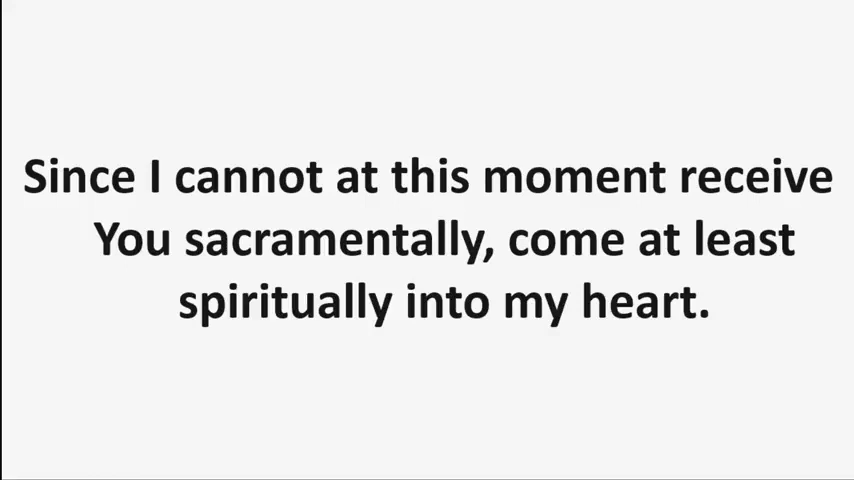 Since I cannot at this moment receive
You sacramentally, come at least
spiritually into my heart.